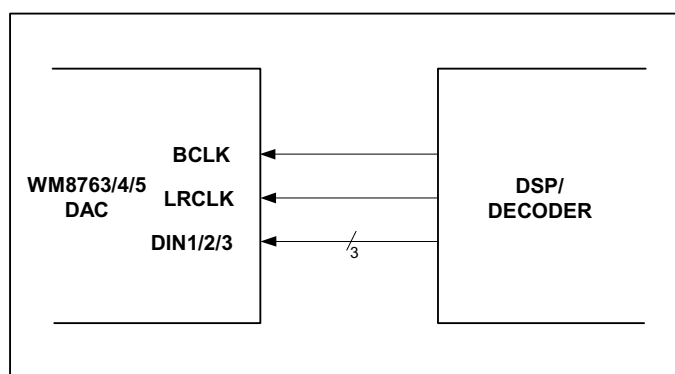 BCLK
WM8763/4/5
DAC
LRCLK
DIN1/2/3
3
DSP/
DECODER